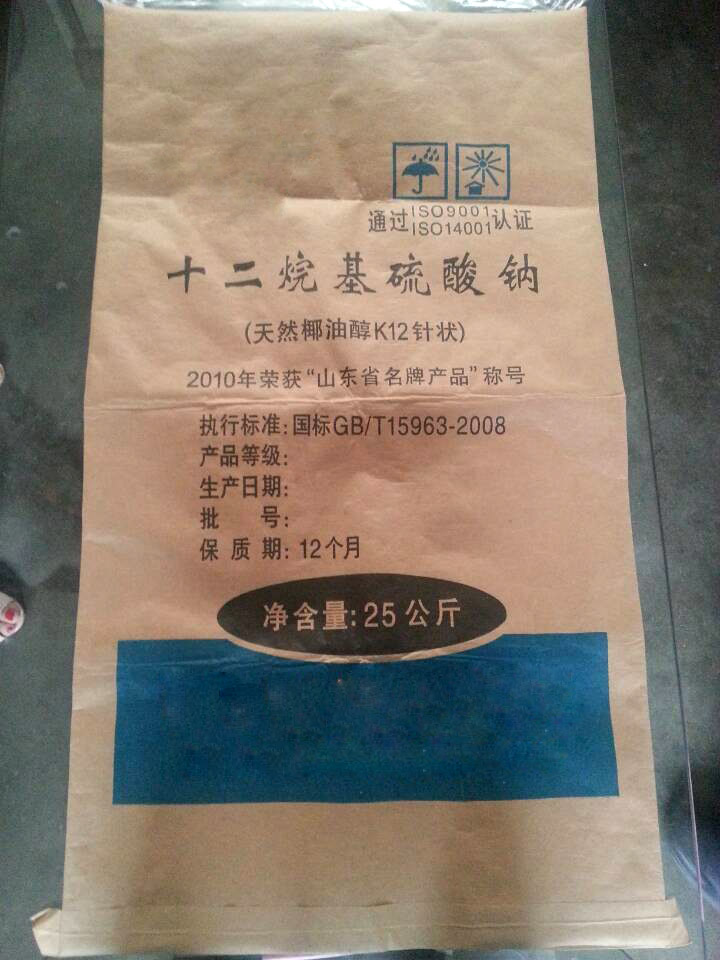 通过ISO9001认证
ISO14001
十二烷基硫酸钠
(天然椰油醇K12针状)
2010年荣获“山东省名牌产品”称号
执行标准:国标GB/T15963-2008
产品等级:
生产日期:
批 号:
保质期:12个月
净含量:25公斤